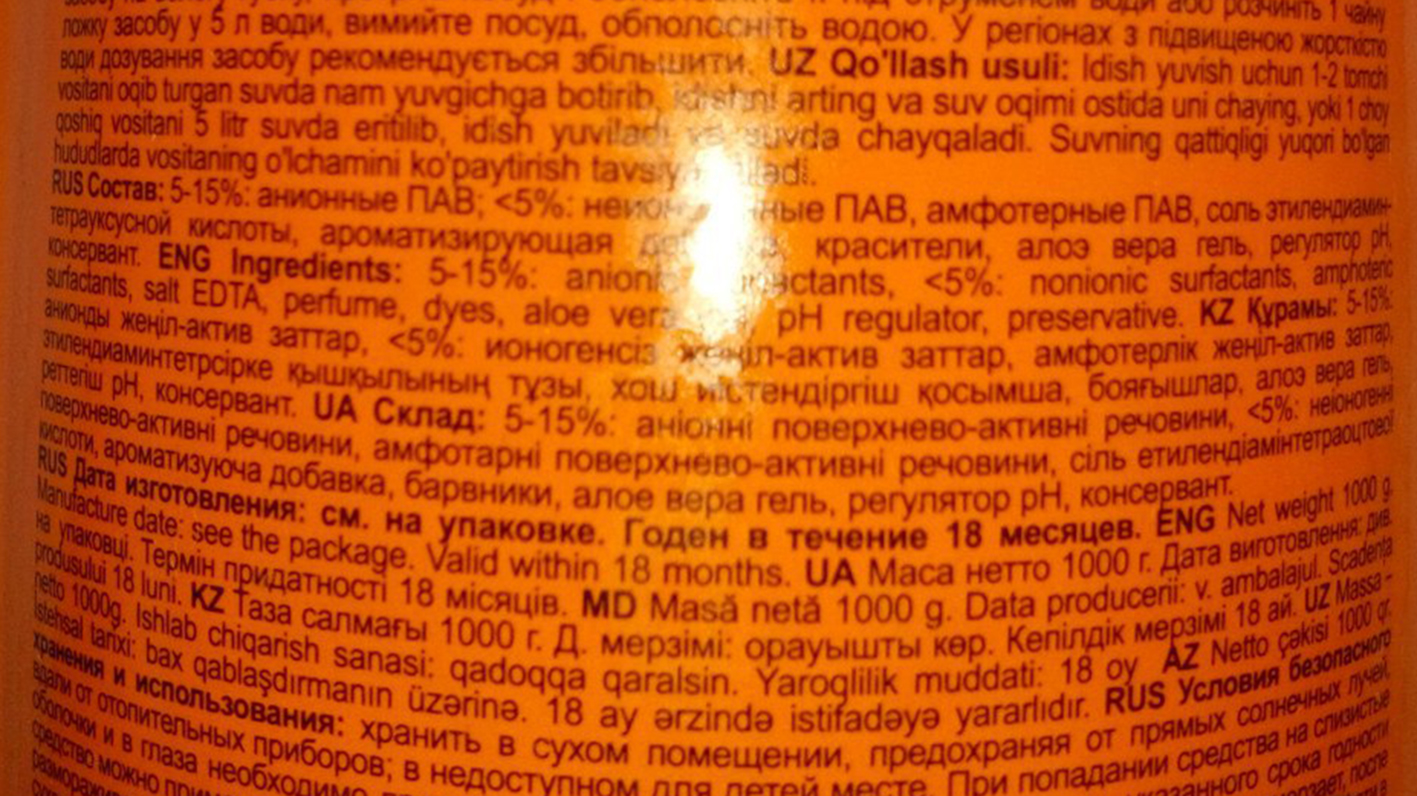 води або розчиніть 1 чайну
ложку засобу у 5 л води, вимийте посуд, обполосніть водою. У регіонах з підвищеною жорсткістю
води дозування засобу рекомендується збільшити. UZ Qo'llash usuli: Idish yuvish uchun 1-2 tomchi
vositani oqib turgan suvda nam yuvgichga botirib, idishni arting va suv oqimi ostida uni chaying, yoki 1 choy
qoshiq vositani 5 litr suvda eritilib, idish yuviladi va suvda chayqaladi. Suvning qattiqligi yuqori bo'lgan
hududlarda vositaning o'lchamini ko'paytirish
RUS Состав: 5-15%: анионные ПАВ; <5%: ПАВ, амфотерные ПАВ, соль этилендиамин-
тетрауксусной кислоты, ароматизирующая красители, алоэ вера гель, регулятор pH,
консервант. ENG Ingredients: 5-15%: anionic surfactants, <5%: nonionic surfactants, amphoteric
surfactants, salt EDTA, perfume, dyes, aloe vera pH regulator, preservative. KZ Құрамы: 5-15%:
анионды жеңіл-актив заттар, <5%: ионогенсіз жеңіл-актив заттар, амфотерлік жеңіл-актив заттар,
этилендиаминтетрсірке қышқылының тұзы, хош иістендіргіш қосымша, бояғышлар, алоэ вера гель,
реттегіш pH, консервант. UA Склад: 5-15%: аніонні поверхнево-активні речовини, <5%: неіоногенні
поверхнево-активні речовини, амфотарні поверхнево-активні речовини, сіль етилендіамінтетраоцтової
кислоти, ароматизуюча добавка, барвники, алое вера гель, регулятор pH, консервант.
RUS Дата изготовления: см. на упаковке. Годен в течение 18 месяцев. ENG Net weight 1000 g.
Manufacture date: see the package. Valid within 18 months. UA Маса нетто 1000 г. Дата виготовлення: див.
на упаковці. Термін придатності 18 місяців. MD Masă netă 1000 g. Data producerii: v. ambalajul. Scadența
produsului 18 luni. KZ Таза салмағы 1000 г. Д. мерзімі: орауышты көр. Кепілдік мерзімі 18 ай. UZ Massa -
netto 1000g. Ishlab chiqarish sanasi: qadoqqa qaralsin. Yaroqlilik muddati: 18 oy AZ Netto çəkisi 1000 qr.
İstehsal tarixi: bax qablaşdırmanın üzərinə. 18 ay ərzində istifadəyə yararlıdır. RUS Условия безопасного
хранения и использования: хранить в сухом помещении, предохраняя от прямых солнечных лучей,
вдали от отопительных приборов; в недоступном для детей месте. При попадании средства на слизистые
оболочки и в глаза необходимо срока годности
средство можно